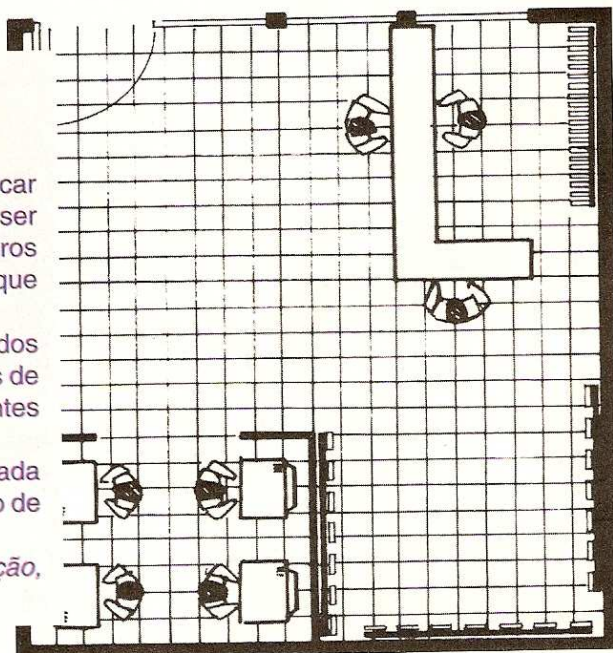 car
ser
ros
que
dos
s de
ntes
ada
o de
ção,